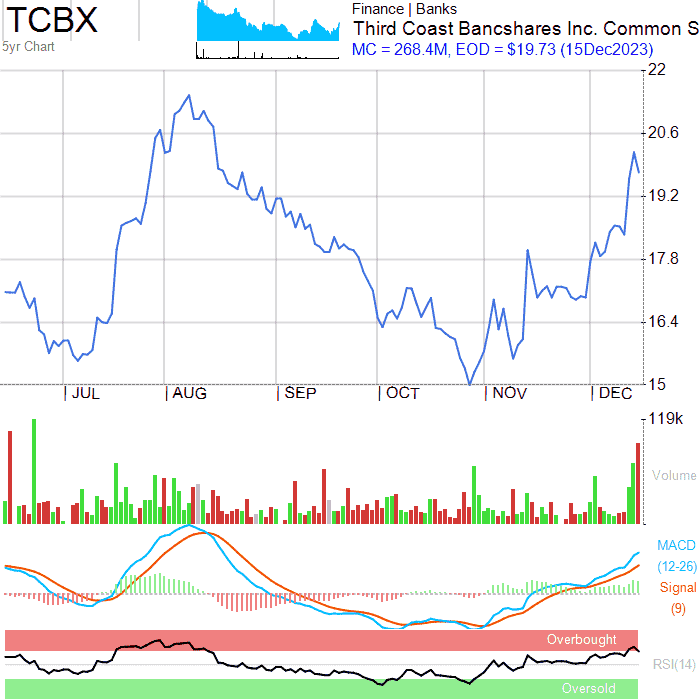 TCBX
5yr Chart
Finance | Banks
Third Coast Bancshares Inc. Common S
MC = 268.4M, EOD = $19.73 (15Dec2023)
22
20.6
19.2
17.8
16.4
15
JUL AUG SEP OCT NOV DEC
119k
Volume
MACD
(12-26)
Signal
(9)
Overbought
RSI(14)
Oversold